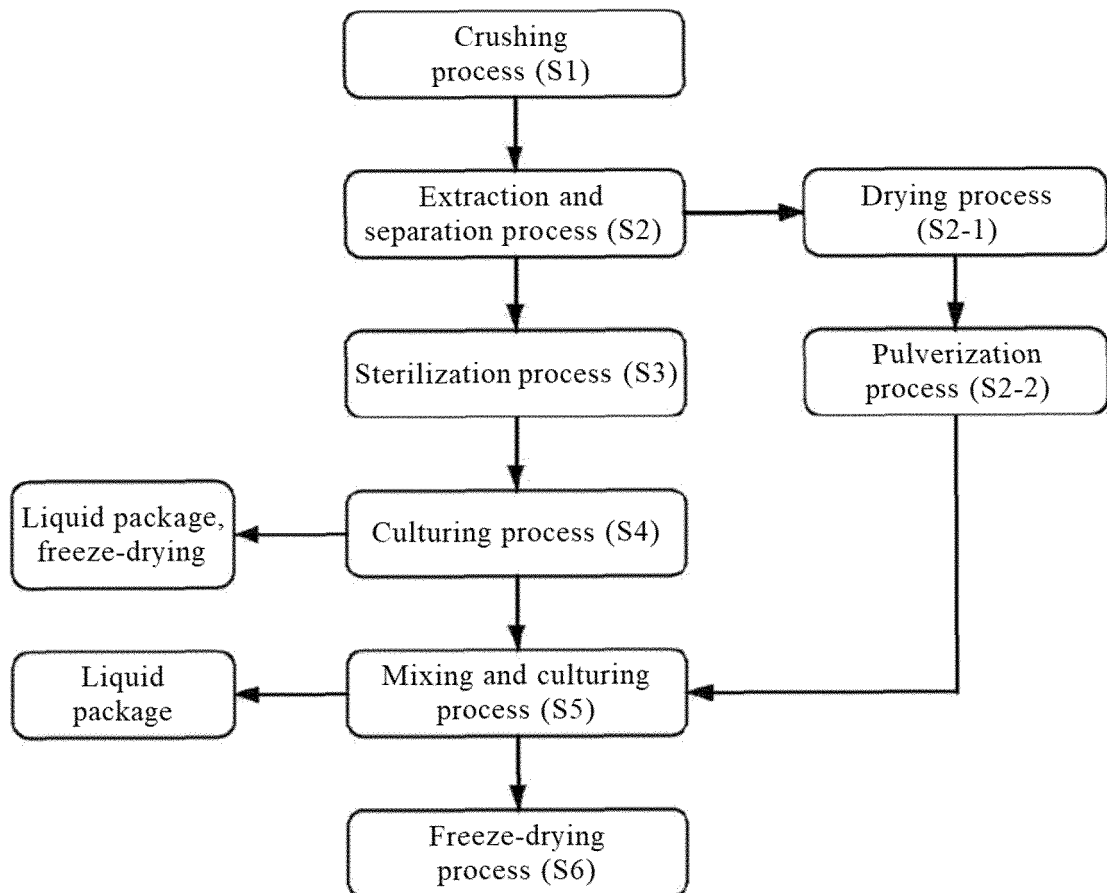 Crushing
process (S1)
Extraction and
separation process (S2)
Drying process
(S2-1)
Sterilization process (S3)
Pulverization
process (S2-2)
Liquid package,
freeze-drying
Culturing process (S4)
Liquid
package
Mixing and culturing
process (S5)
Freeze-drying
process (S6)